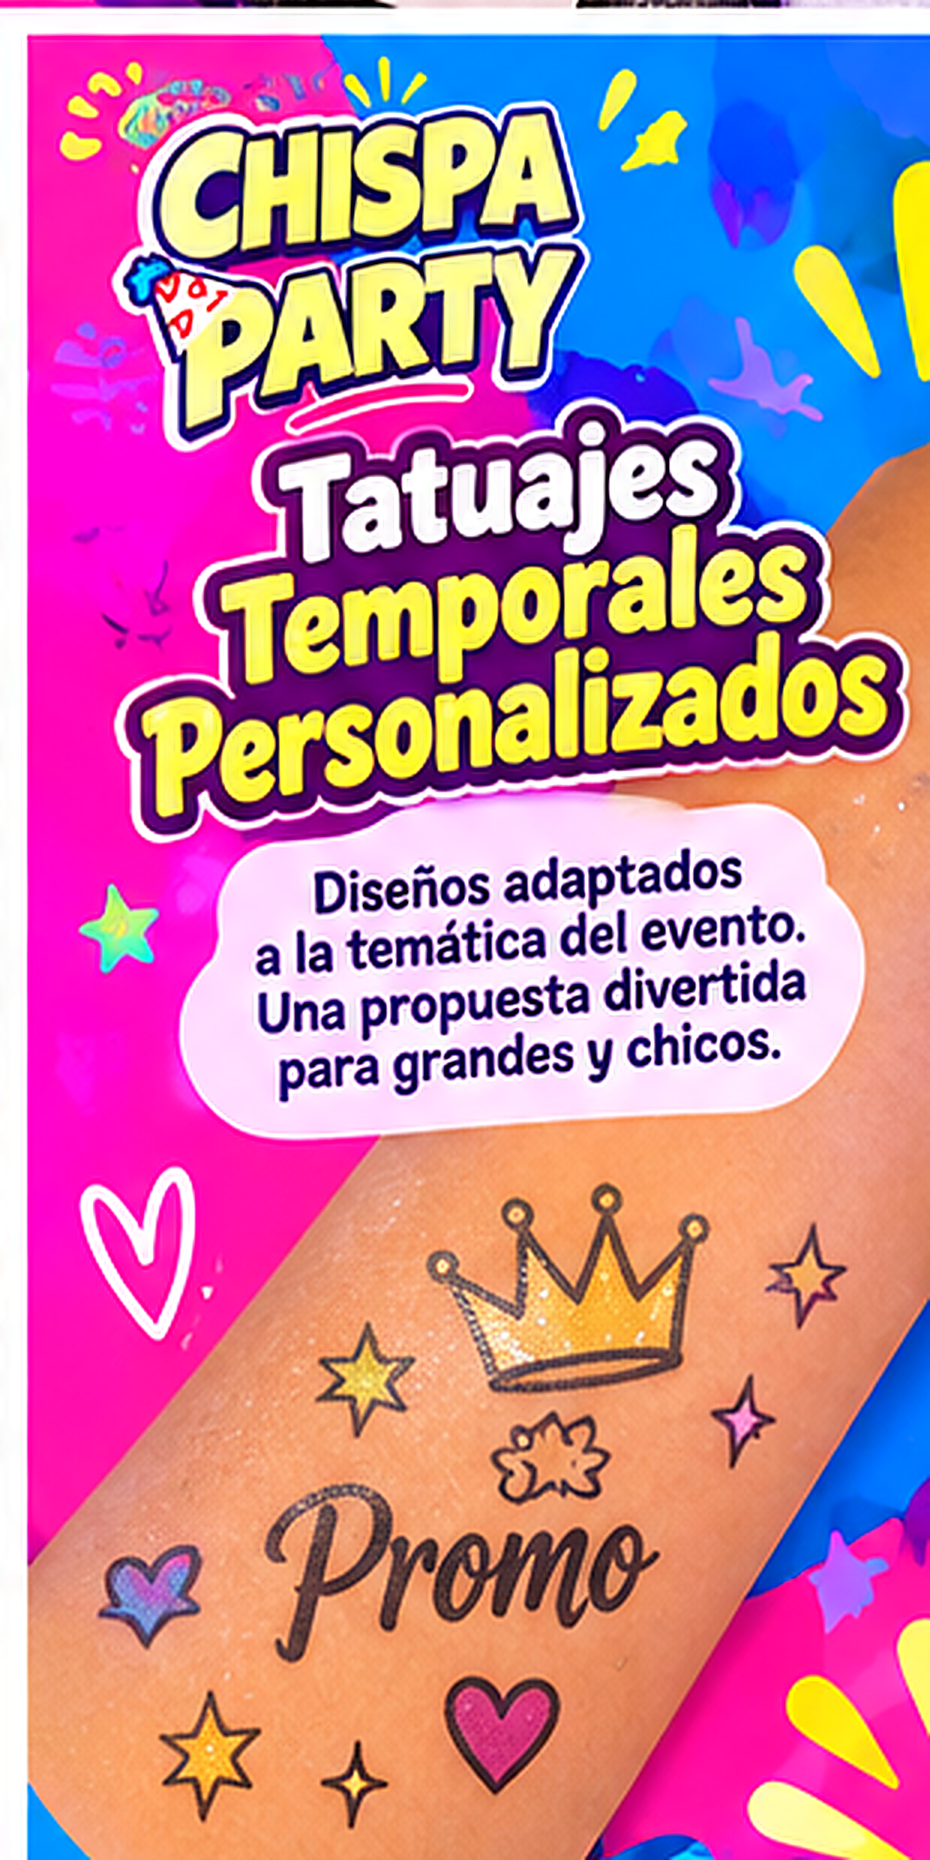 CHISPA
PARTY
Tatuajes
Temporales
Personalizados
Diseños adaptados
a la temática del evento.
Una propuesta divertida
para grandes y chicos.
Promo